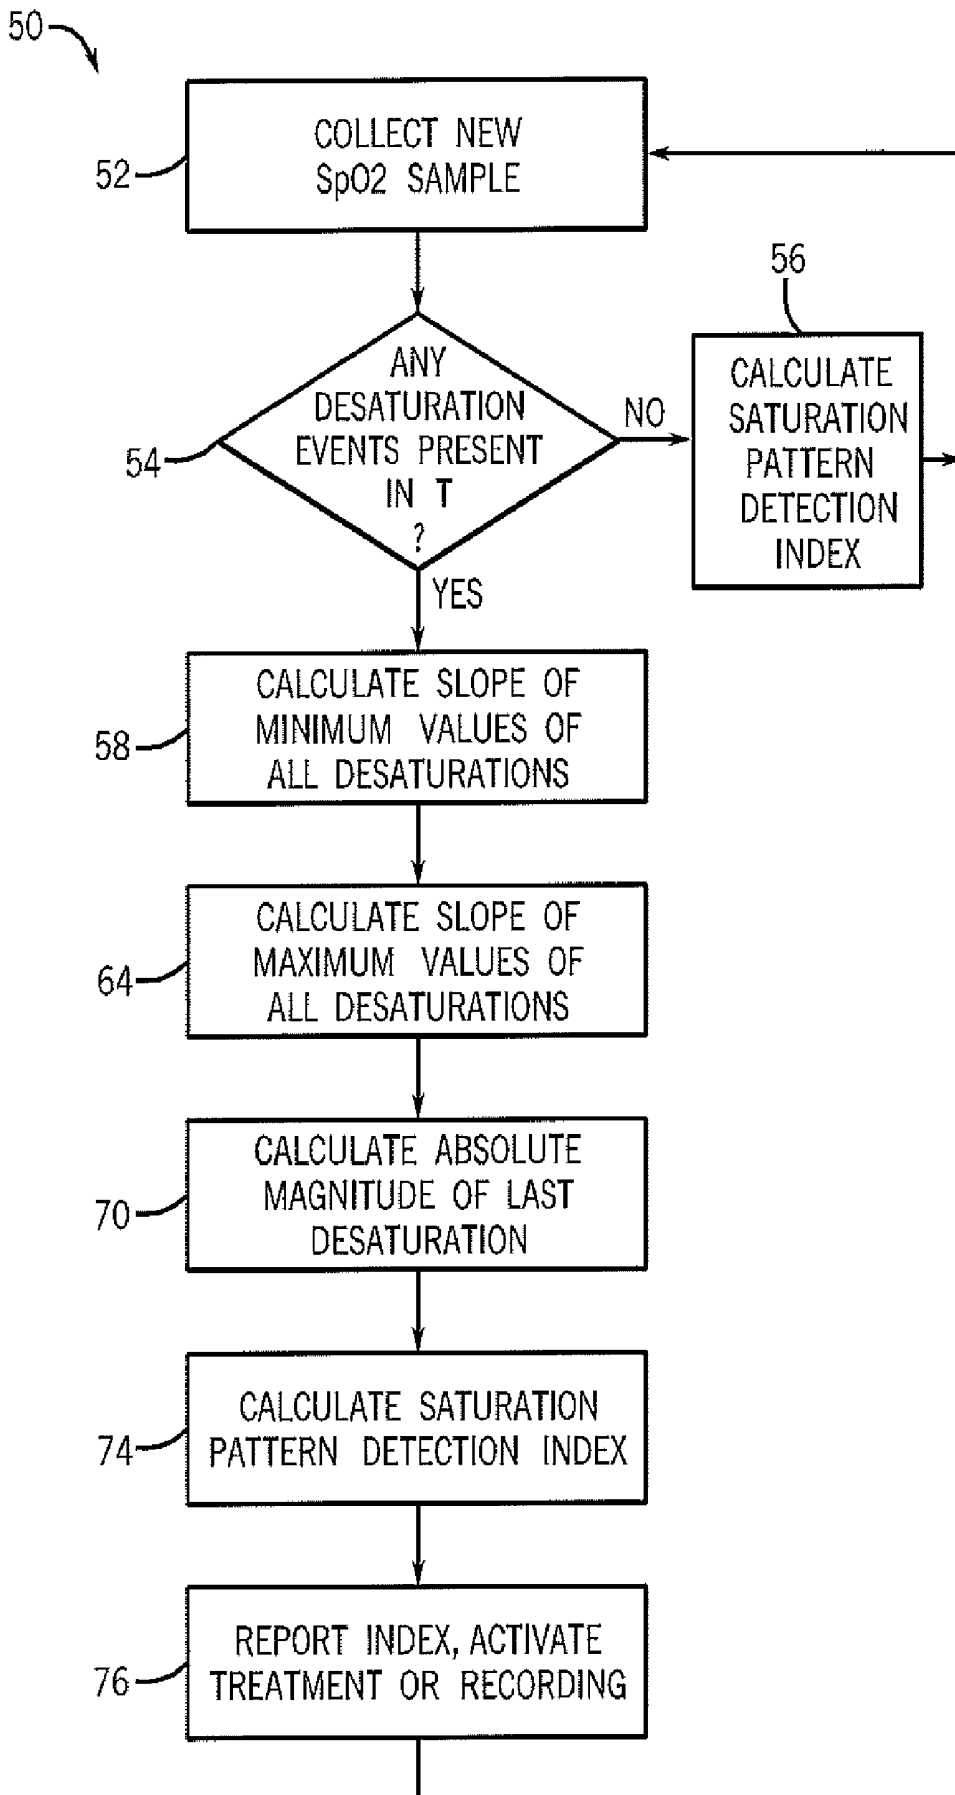 50
COLLECT NEW
SpO2 SAMPLE
52
56
ANY
DESATURATION
EVENTS PRESENT
IN T
?
54
NO
CALCULATE
SATURATION
PATTERN
DETECTION
INDEX
YES
CALCULATE SLOPE OF
MINIMUM VALUES OF
ALL DESATURATIONS
58
CALCULATE SLOPE OF
MAXIMUM VALUES OF
ALL DESATURATIONS
64
CALCULATE ABSOLUTE
MAGNITUDE OF LAST
DESATURATION
70
CALCULATE SATURATION
PATTERN DETECTION INDEX
74
REPORT INDEX, ACTIVATE
TREATMENT OR RECORDING
76